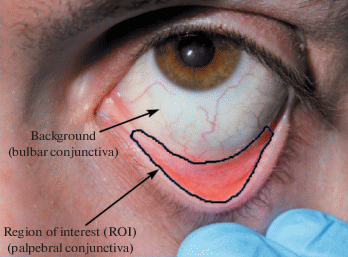 Background
(bulbar conjunctiva)
Region of interest (ROI)
(palpebral conjunctiva)